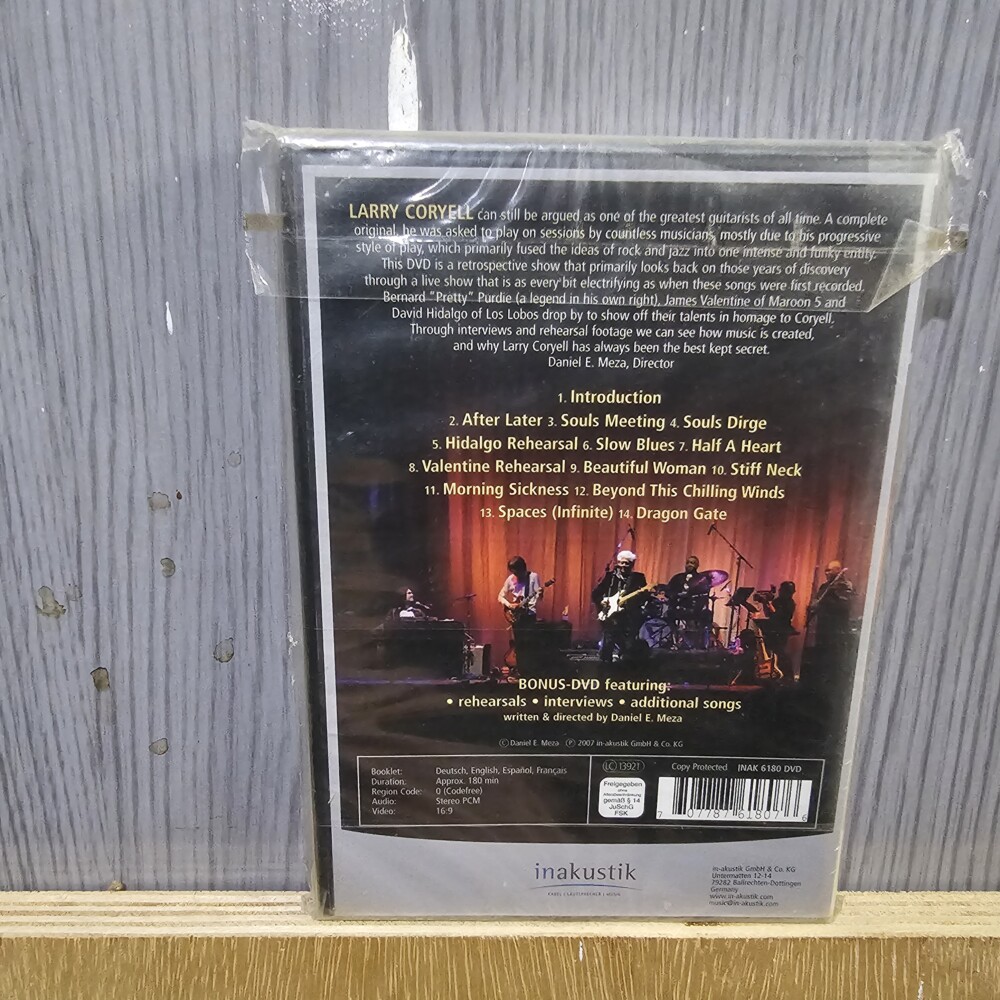 LARRY CORYELL can still be argued as one of the greatest guitarists of all time. A complete
original, he was asked to play on sessions by countless musicians, mostly due to his progressive
style of play, which primarily fused the ideas of rock and jazz into one intense and funky entity.
This DVD is a retrospective show that primarily looks back on those years of discovery
through a live show that is as every bit electrifying as when these songs were first recorded.
Bernard "Pretty" Purdie (a legend in his own right), James Valentine of Maroon 5 and
David Hidalgo of Los Lobos drop by to show off their talents in homage to Coryell.
Through interviews and rehearsal footage we can see how music is created,
and why Larry Coryell has always been the best kept secret.
Daniel E. Meza, Director
1. Introduction
2. After Later 3. Souls Meeting 4. Souls Dirge
5. Hidalgo Rehearsal 6. Slow Blues 7. Half A Heart
8. Valentine Rehearsal 9. Beautiful Woman 10. Stiff Neck
11. Morning Sickness 12. Beyond This Chilling Winds
13. Spaces (Infinite) 14. Dragon Gate
BONUS-DVD featuring:
• rehearsals • interviews • additional songs
written & directed by Daniel E. Meza
Ⓒ Daniel E. Meza Ⓟ 2007 in-akustik GmbH & Co. KG
Booklet: Deutsch, English, Español, Français
Duration: Approx. 180 min
Region Code: 0 (Codefree)
Audio: Stereo PCM
Video: 16:9
LC 13921 Copy Protected INAK 6180 DVD
Freigegeben
ohne
Altersbeschränkung
gemäß § 14
JuSchG
FSK
7 07787 61807 6
inakustik
KABEL | LAUTSPRECHER | MUSIK
in-akustik GmbH & Co. KG
Untermatten 12-14
79282 Ballrechten-Dottingen
Germany
www.in-akustik.com
music@in-akustik.com